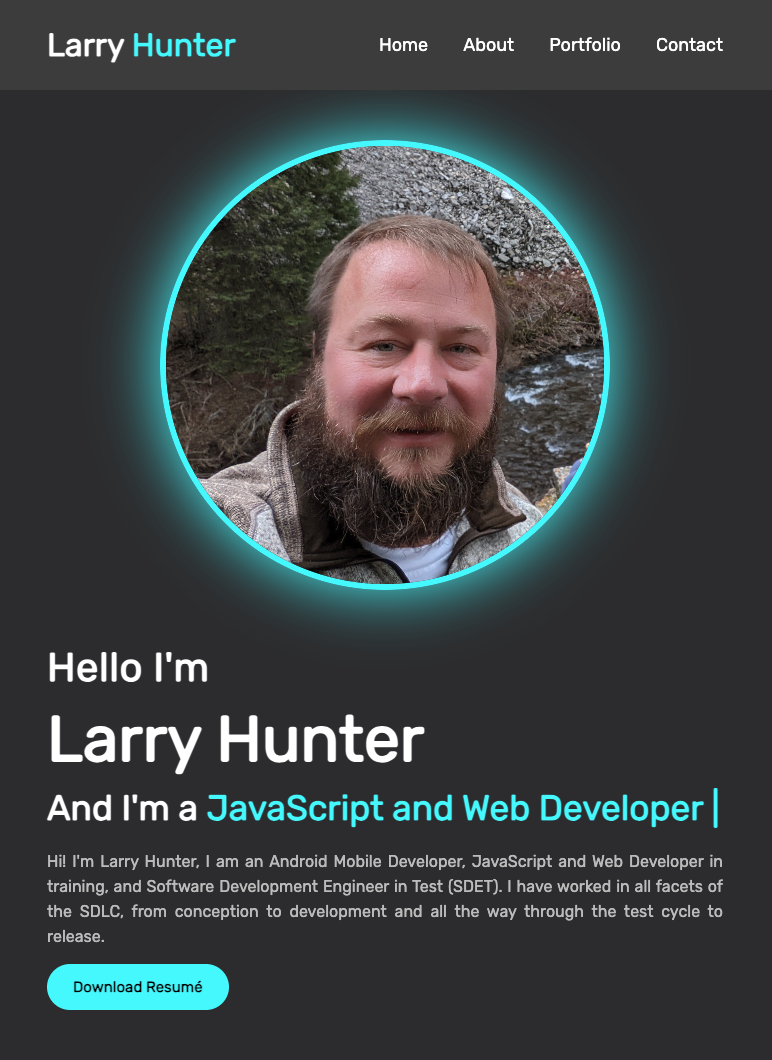 Larry Hunter
Home About Portfolio Contact
Hello I'm
Larry Hunter
And I'm a JavaScript and Web Developer |
Hi! I'm Larry Hunter, I am an Android Mobile Developer, JavaScript and Web Developer in
training, and Software Development Engineer in Test (SDET). I have worked in all facets of
the SDLC, from conception to development and all the way through the test cycle to
release.
Download Resumé